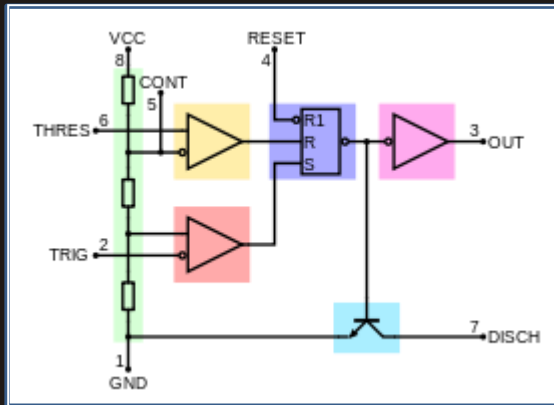 VCC
8
RESET
4
CONT
5
THRES
6
R1
R
S
3
OUT
TRIG
2
7
DISCH
1
GND